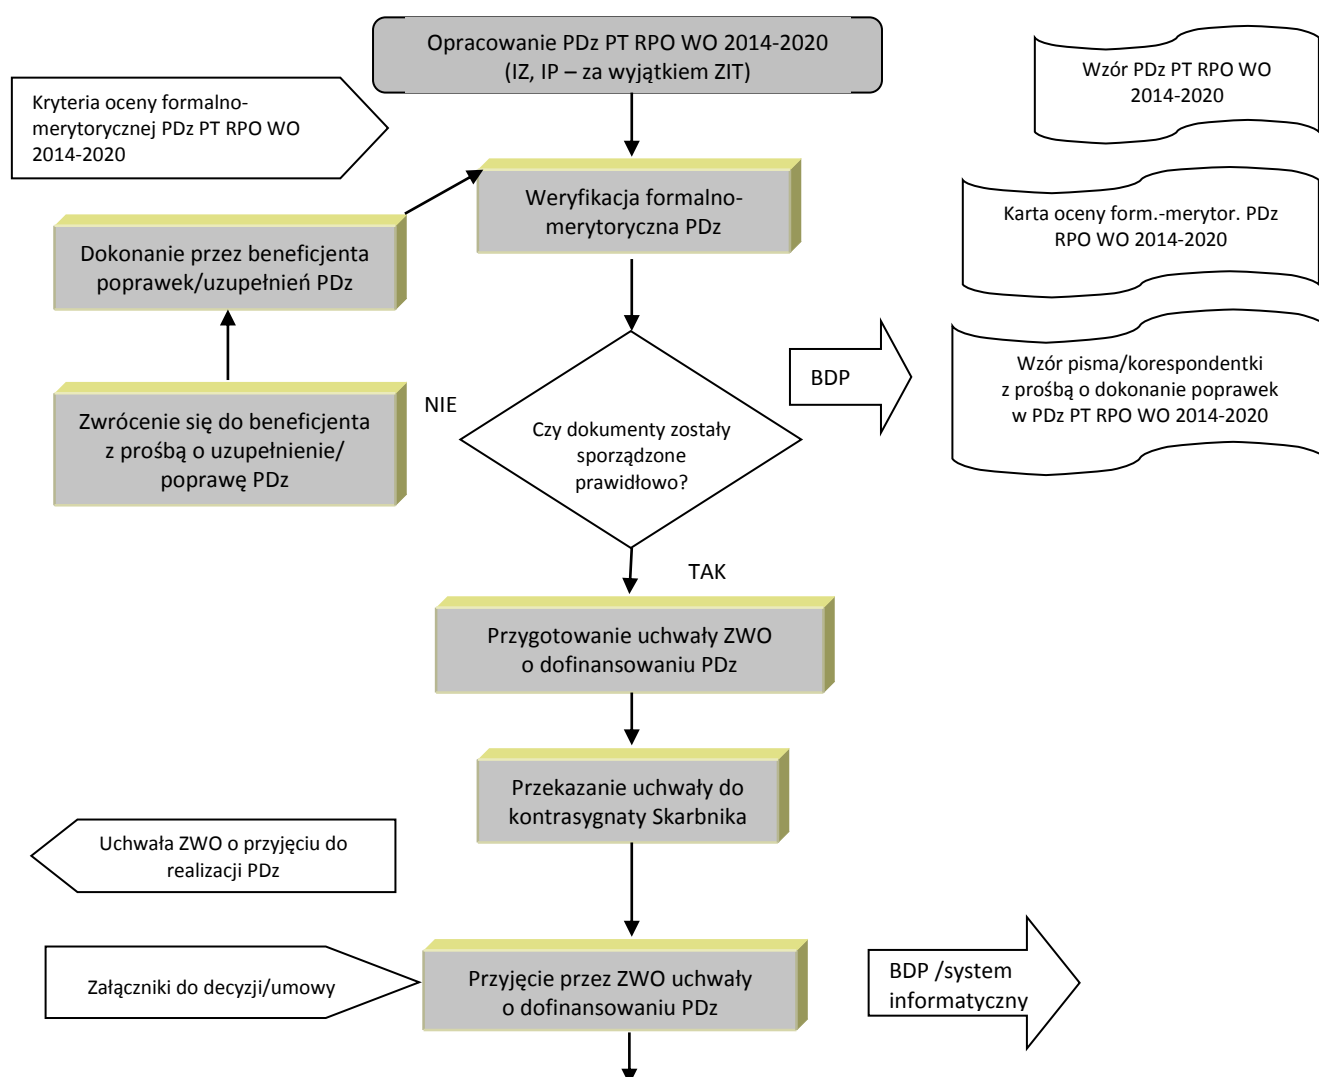 Opracowanie PDz PT RPO WO 2014-2020
(IZ, IP – za wyjątkiem ZIT)
Wzór PDz PT RPO WO
2014-2020
Kryteria oceny formalno-
merytorycznej PDz PT RPO WO
2014-2020
Weryfikacja formalno-
merytoryczna PDz
Karta oceny form.-merytor. PDz
RPO WO 2014-2020
Dokonanie przez beneficjenta
poprawek/uzupełnień PDz
BDP
Wzór pisma/korespondentki
z prośbą o dokonanie poprawek
w PDz PT RPO WO 2014-2020
NIE
Zwrócenie się do beneficjenta
z prośbą o uzupełnienie/
poprawę PDz
Czy dokumenty zostały
sporządzone
prawidłowo?
TAK
Przygotowanie uchwały ZWO
o dofinansowaniu PDz
Przekazanie uchwały do
kontrasygnaty Skarbnika
Uchwała ZWO o przyjęciu do
realizacji PDz
Załączniki do decyzji/umowy
Przyjęcie przez ZWO uchwały
o dofinansowaniu PDz
BDP /system
informatyczny